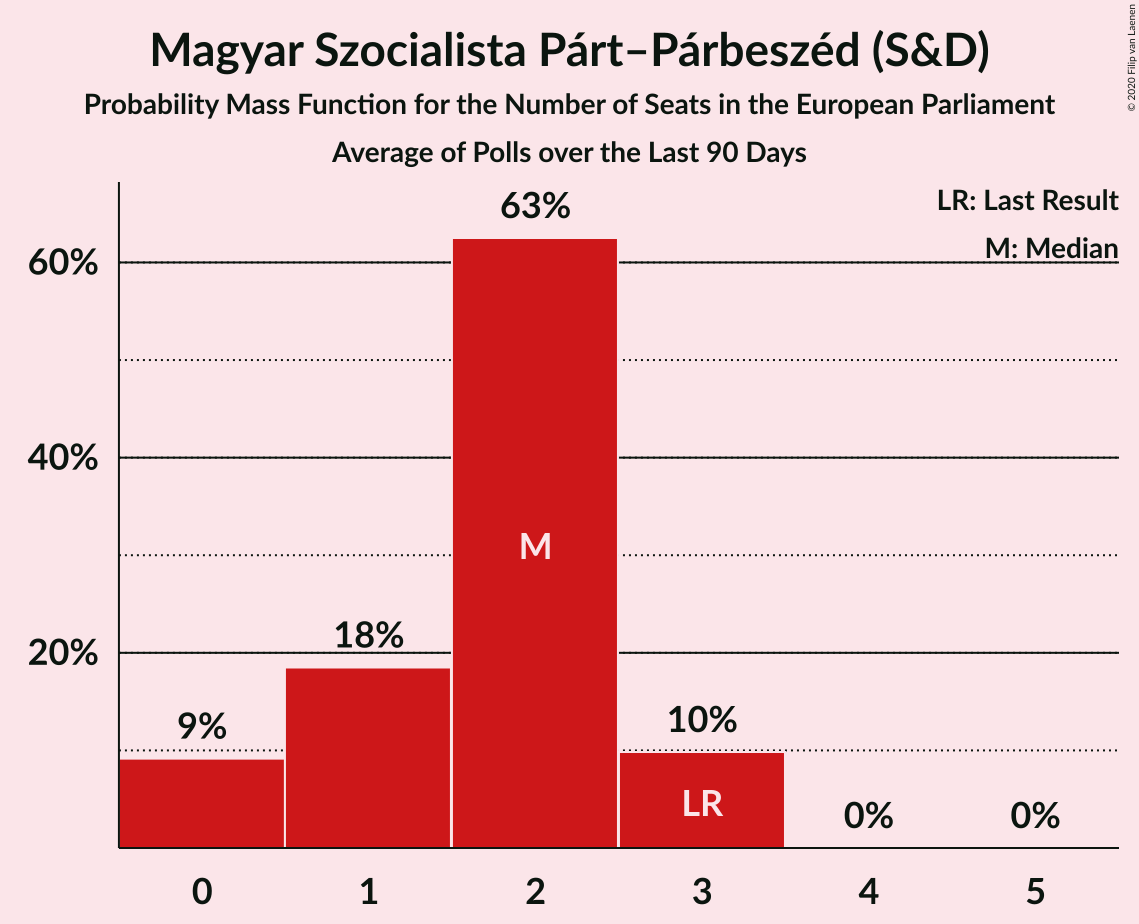 Magyar Szocialista Párt–Párbeszéd (S&D)
Probability Mass Function for the Number of Seats in the European Parliament
Average of Polls over the Last 90 Days
© 2020 Filip van Laenen
LR: Last Result
M: Median
63%
60%
40%
M
18%
20%
9%
10%
LR
0%
0%
0
1
2
3
4
5